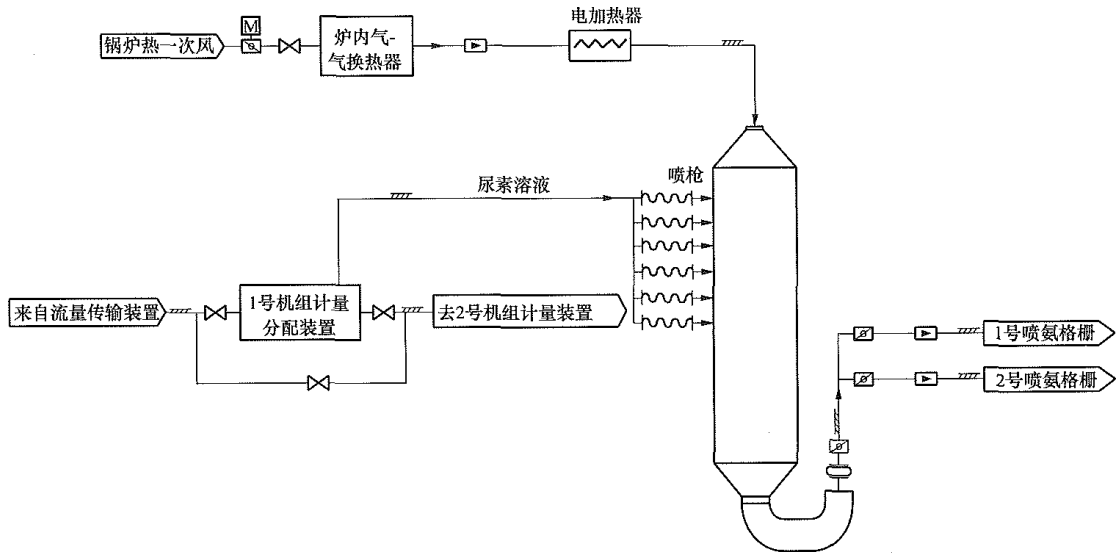 电加热器
M
锅炉热一次风
炉内气-
气换热器
喷枪
尿素溶液
来自流量传输装置
1号机组计量
分配装置
去2号机组计量装置
1号喷氨格栅
2号喷氨格栅